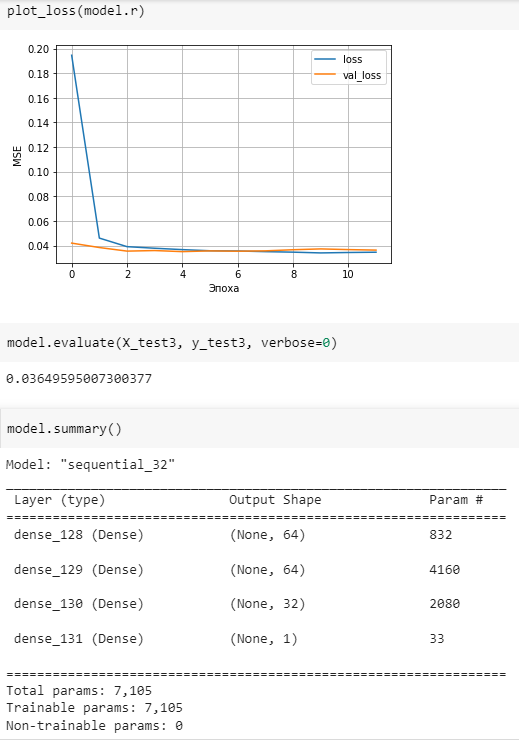 plot_loss(model.r)
0.20
0.18
0.16
0.14
0.12
0.10
0.08
0.06
0.04
MSE
loss
val_loss
0 2 4 6 8 10
Эпоха
model.evaluate(X_test3, y_test3, verbose=0)
0.03649595007300377
model.summary()
Model: "sequential_32"
Layer (type) Output Shape Param #
dense_128 (Dense) (None, 64) 832
dense_129 (Dense) (None, 64) 4160
dense_130 (Dense) (None, 32) 2080
dense_131 (Dense) (None, 1) 33
Total params: 7,105
Trainable params: 7,105
Non-trainable params: 0